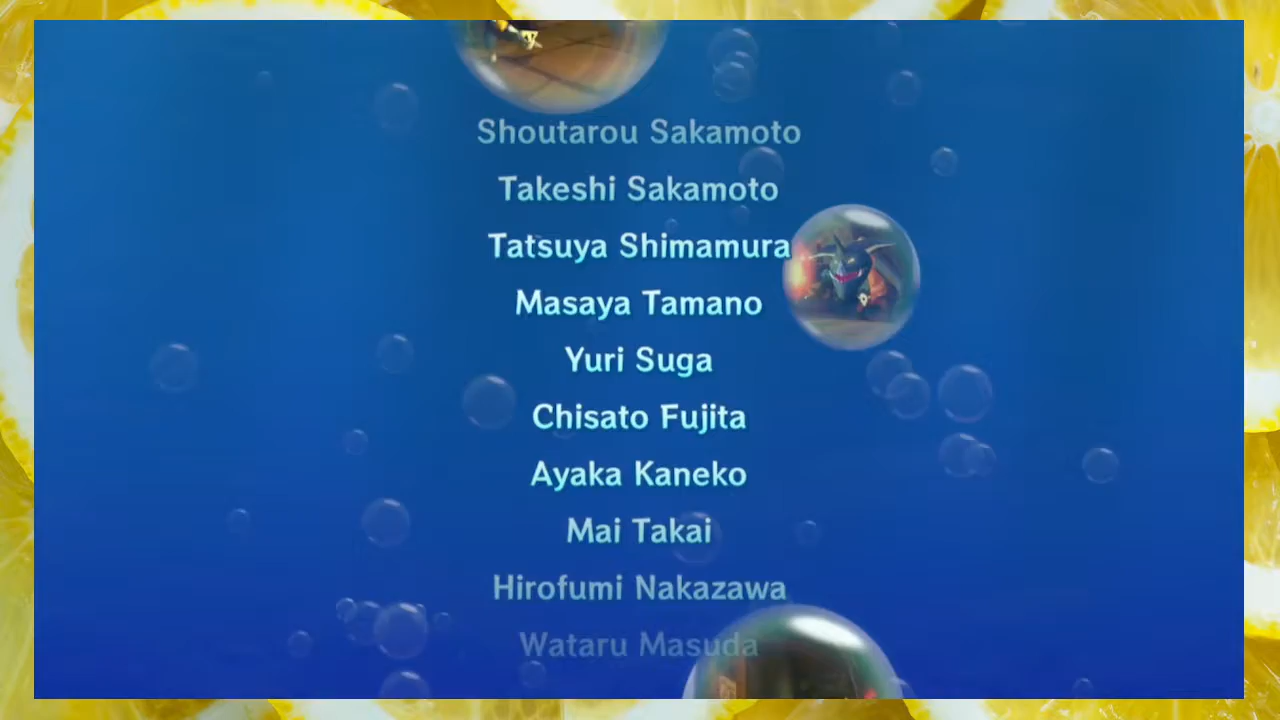 Shoutarou Sakamoto
Takeshi Sakamoto
Tatsuya Shimamura
Masaya Tamano
Yuri Suga
Chisato Fujita
Ayaka Kaneko
Mai Takai
Hirofumi Nakazawa
Wataru Masuda